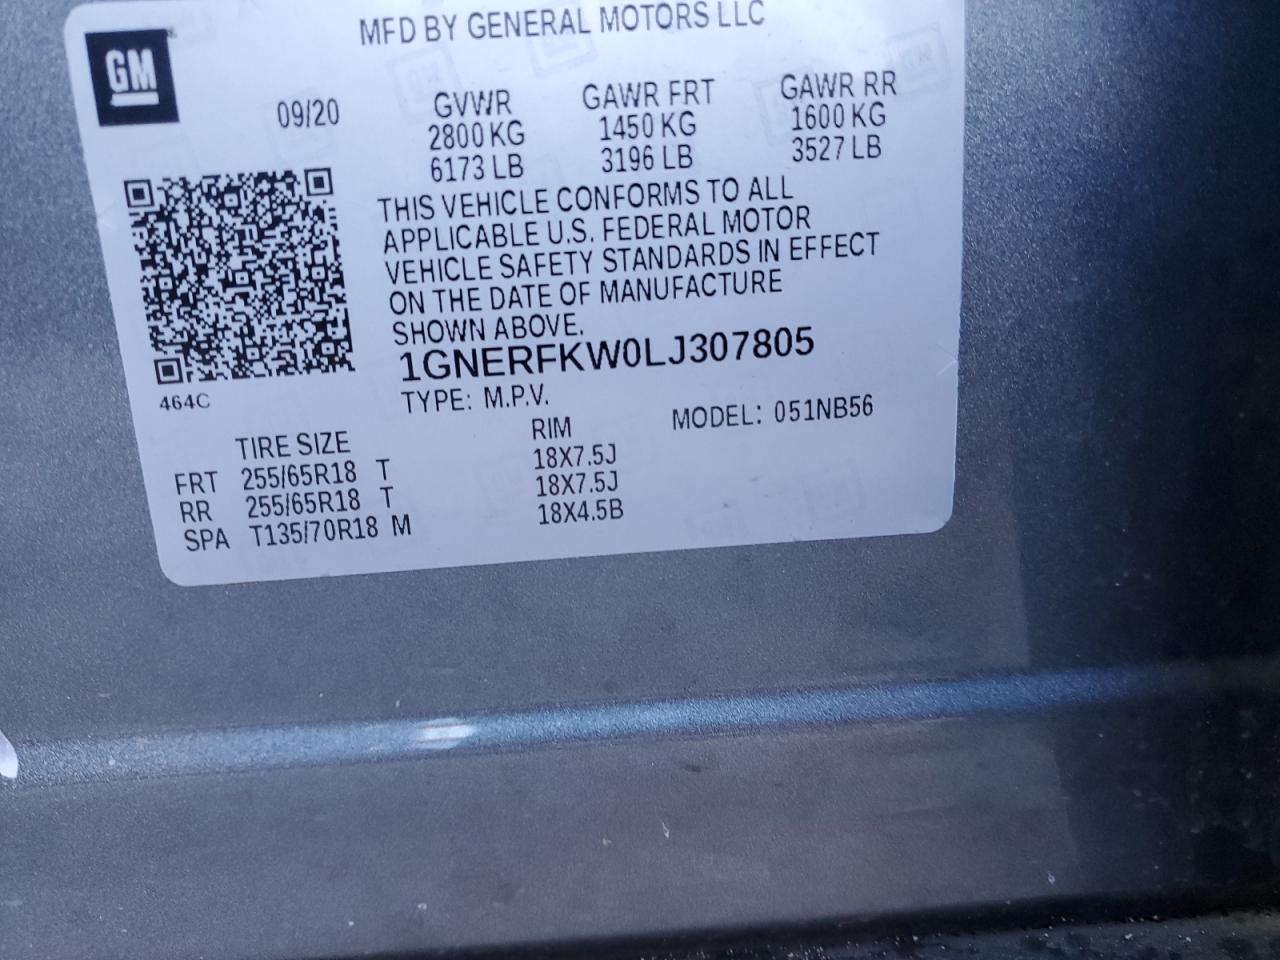 MFD BY GENERAL MOTORS LLC
GM
09/20 GVWR GAWR FRT GAWR RR
2800 KG 1450 KG 1600 KG
6173 LB 3196 LB 3527 LB
THIS VEHICLE CONFORMS TO ALL
APPLICABLE U.S. FEDERAL MOTOR
VEHICLE SAFETY STANDARDS IN EFFECT
ON THE DATE OF MANUFACTURE
SHOWN ABOVE.
1GNERFKW0LJ307805
464C
TYPE: M.P.V. MODEL: 051NB56
TIRE SIZE RIM
FRT 255/65R18 T 18X7.5J
RR 255/65R18 T 18X7.5J
SPA T135/70R18 M 18X4.5B